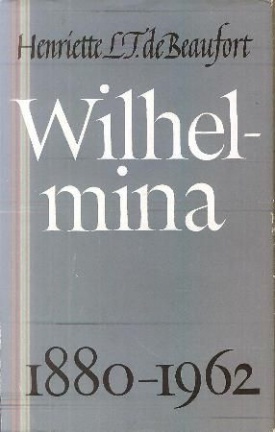 Henriette L.T. de Beaufort
Wilhel-
mina
1880-1962